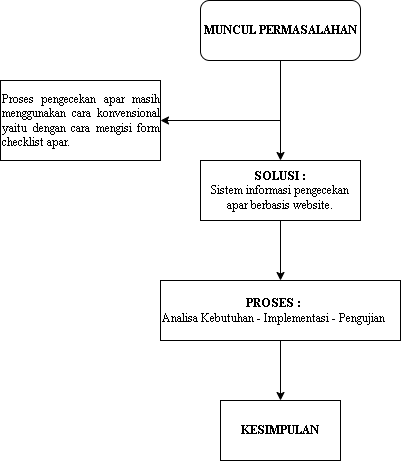 MUNCUL PERMASALAHAN
Proses pengecekan apar masih
menggunakan cara konvensional
yaitu dengan cara mengisi form
checklist apar.
SOLUSI :
Sistem informasi pengecekan
apar berbasis website.
PROSES :
Analisa Kebutuhan - Implementasi - Pengujian
KESIMPULAN